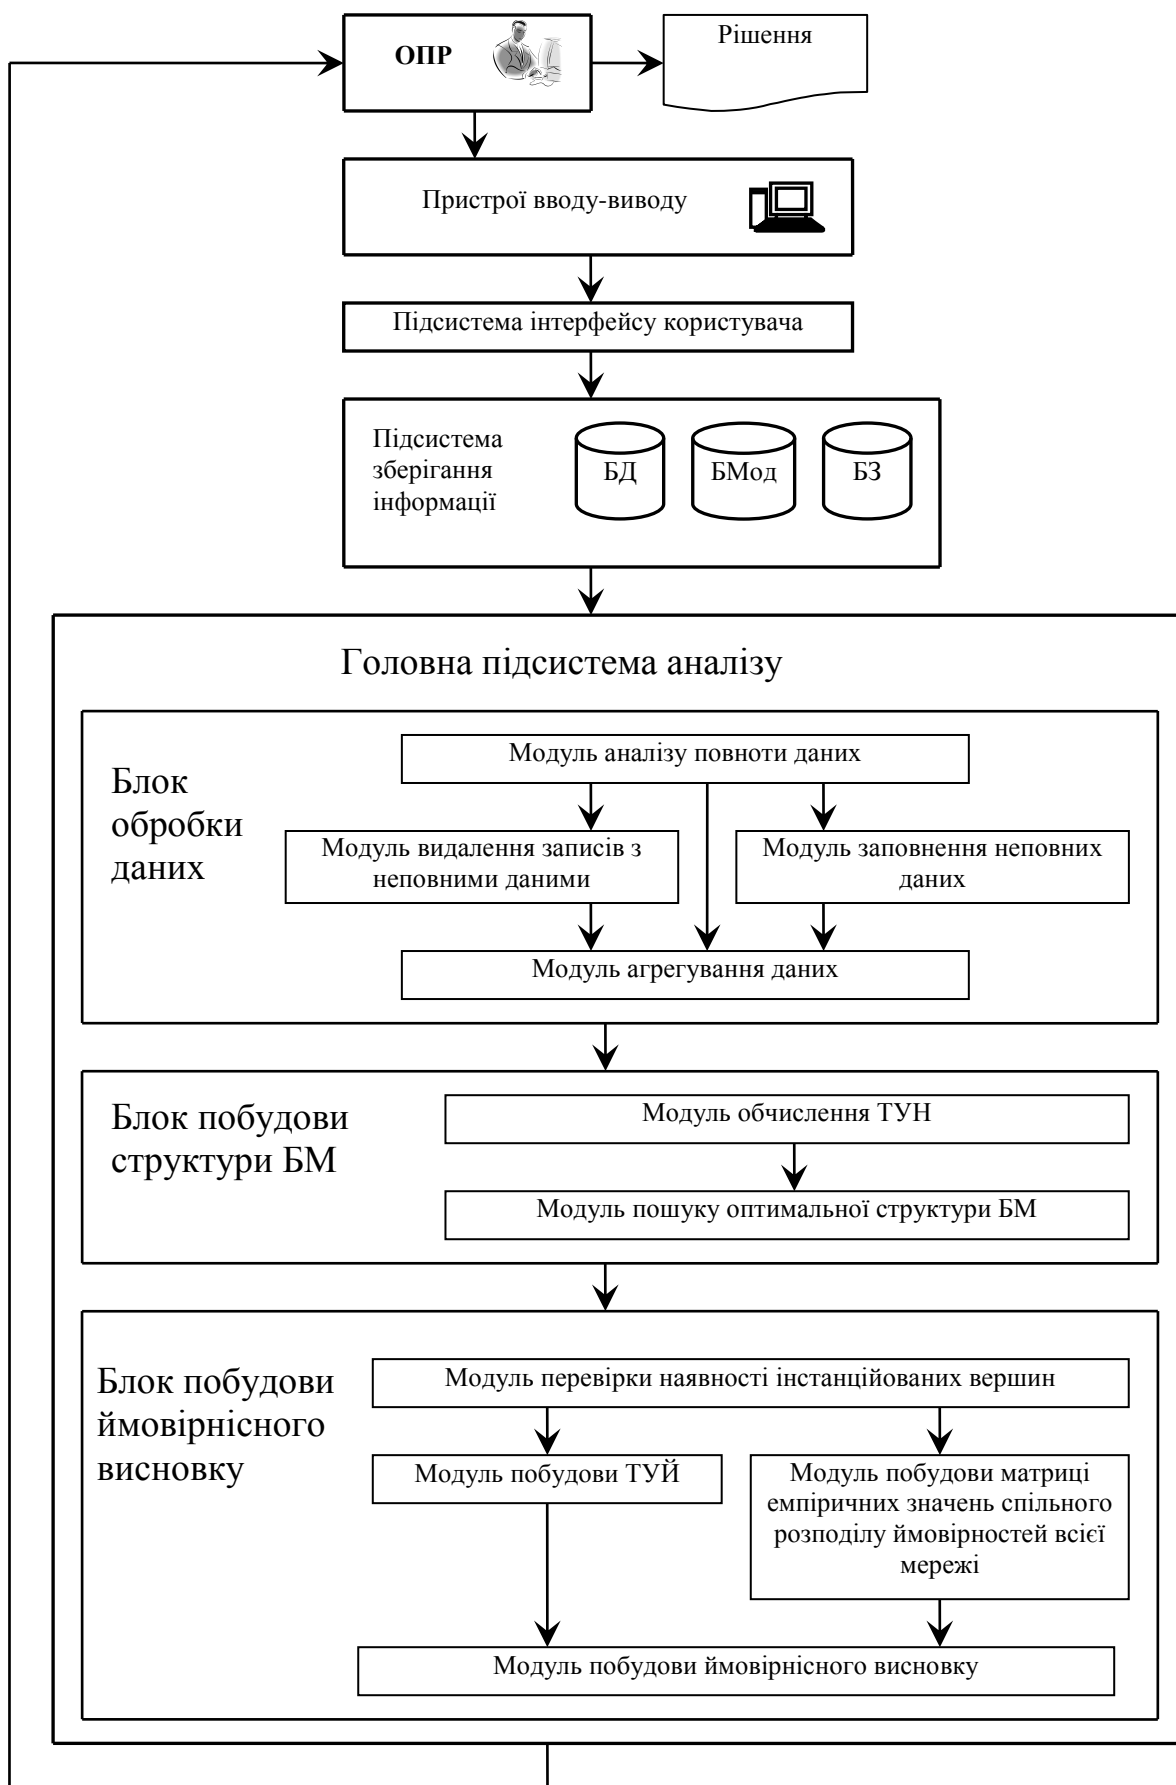 ОПР
Рішення
Пристрої вводу-виводу
Підсистема інтерфейсу користувача
Підсистема
зберігання
інформації
БД
БМод
БЗ
Головна підсистема аналізу
Блок
обробки
даних
Модуль аналізу повноти даних
Модуль видалення записів з
неповними даними
Модуль заповнення неповних
даних
Модуль агрегування даних
Блок побудови
структури БМ
Модуль обчислення ТУН
Модуль пошуку оптимальної структури БМ
Блок побудови
ймовірнісного
висновку
Модуль перевірки наявності інстанційованих вершин
Модуль побудови ТУЙ
Модуль побудови матриці
емпіричних значень спільного
розподілу ймовірностей всієї
мережі
Модуль побудови ймовірнісного висновку